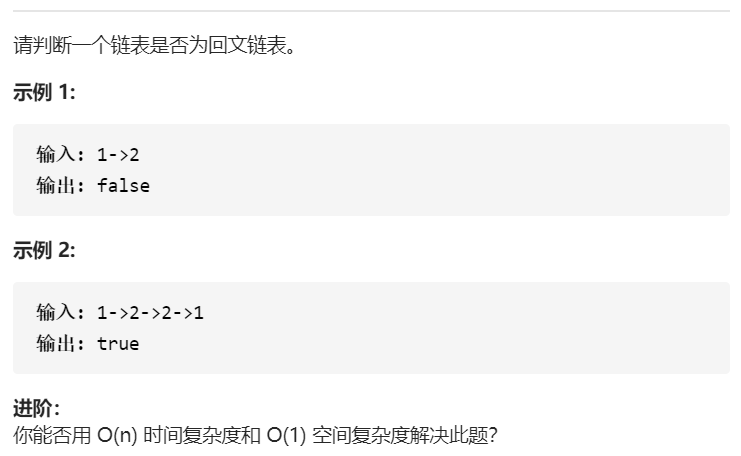 请判断一个链表是否为回文链表。
示例 1:
输入: 1->2
输出: false
示例 2:
输入: 1->2->2->1
输出: true
进阶：
你能否用 O(n) 时间复杂度和 O(1) 空间复杂度解决此题？